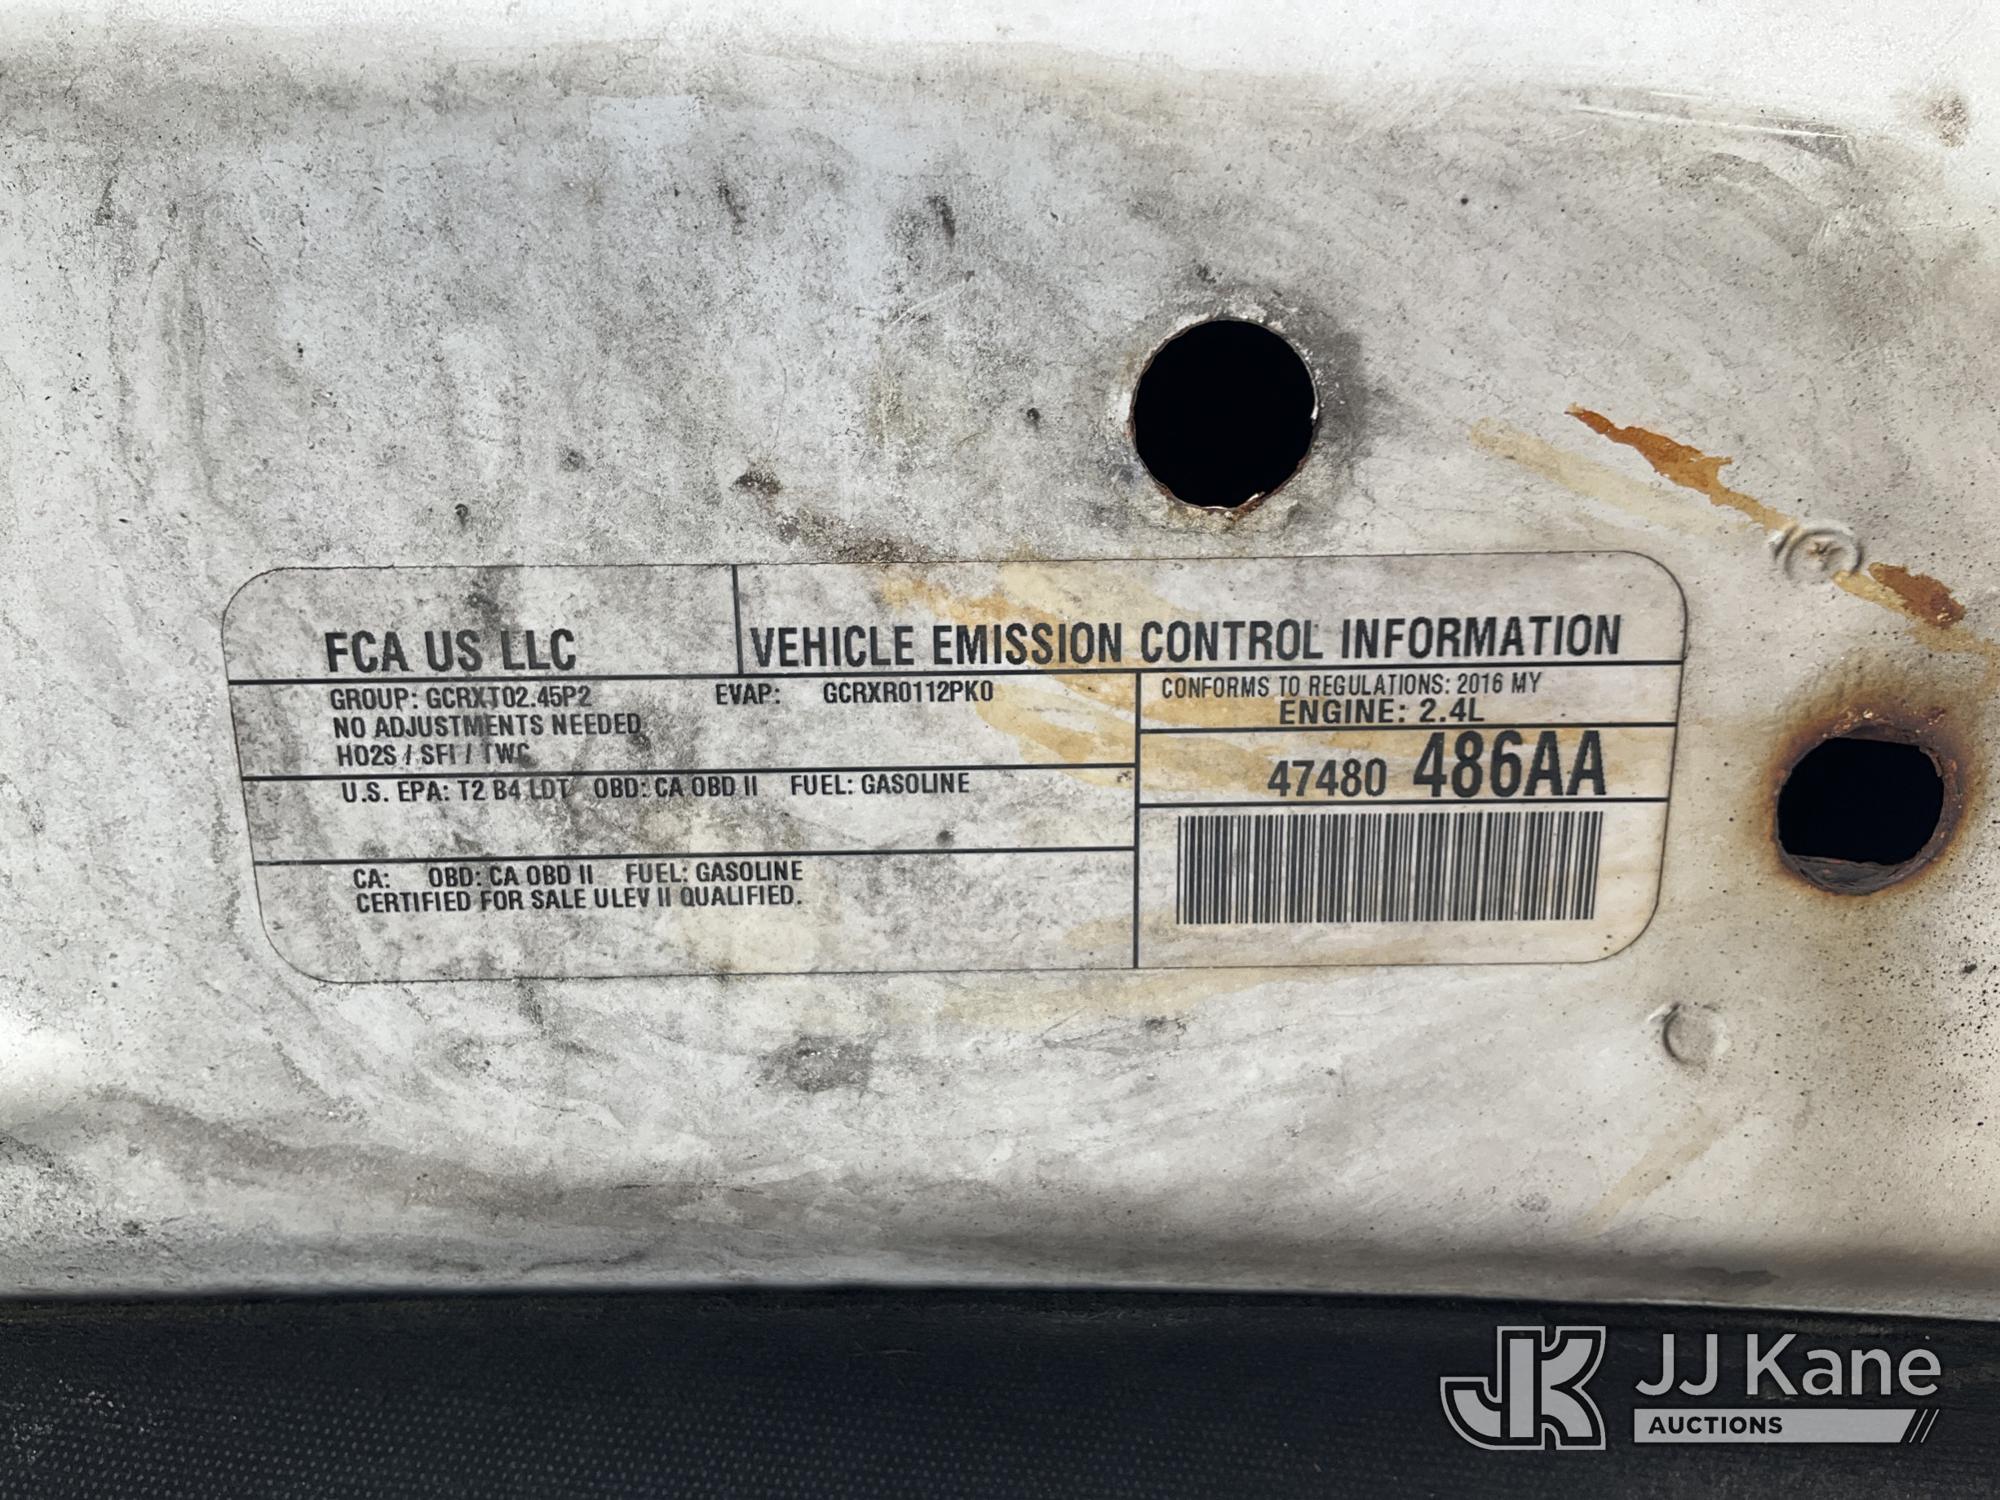 FCA US LLC
VEHICLE EMISSION CONTROL INFORMATION
GROUP: GCRXT02.45P2 EVAP: GCRXR0112PK0
NO ADJUSTMENTS NEEDED
HO2S / SFI / TWC
U.S. EPA: T2 B4 LDT OBD: CA OBD II FUEL: GASOLINE
CA: OBD: CA OBD II FUEL: GASOLINE
CERTIFIED FOR SALE ULEV II QUALIFIED.
CONFORMS TO REGULATIONS: 2016 MY
ENGINE: 2.4L
47480 486AA
JK JJ Kane
AUCTIONS